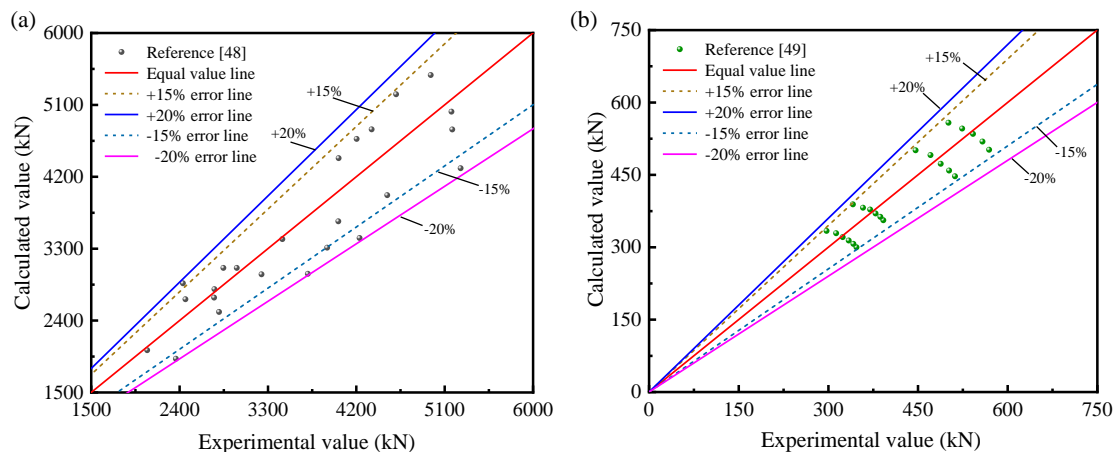 (a)
6000
5100
4200
3300
2400
1500
Calculated value (kN)
Reference [48]
Equal value line
+15% error line
+20% error line
-15% error line
-20% error line
+15%
+20%
-15%
-20%
1500
2400
3300
4200
5100
6000
Experimental value (kN)
(b)
750
600
450
300
150
0
Calculated value (kN)
Reference [49]
Equal value line
+15% error line
+20% error line
-15% error line
-20% error line
+15%
+20%
-15%
-20%
0
150
300
450
600
750
Experimental value (kN)